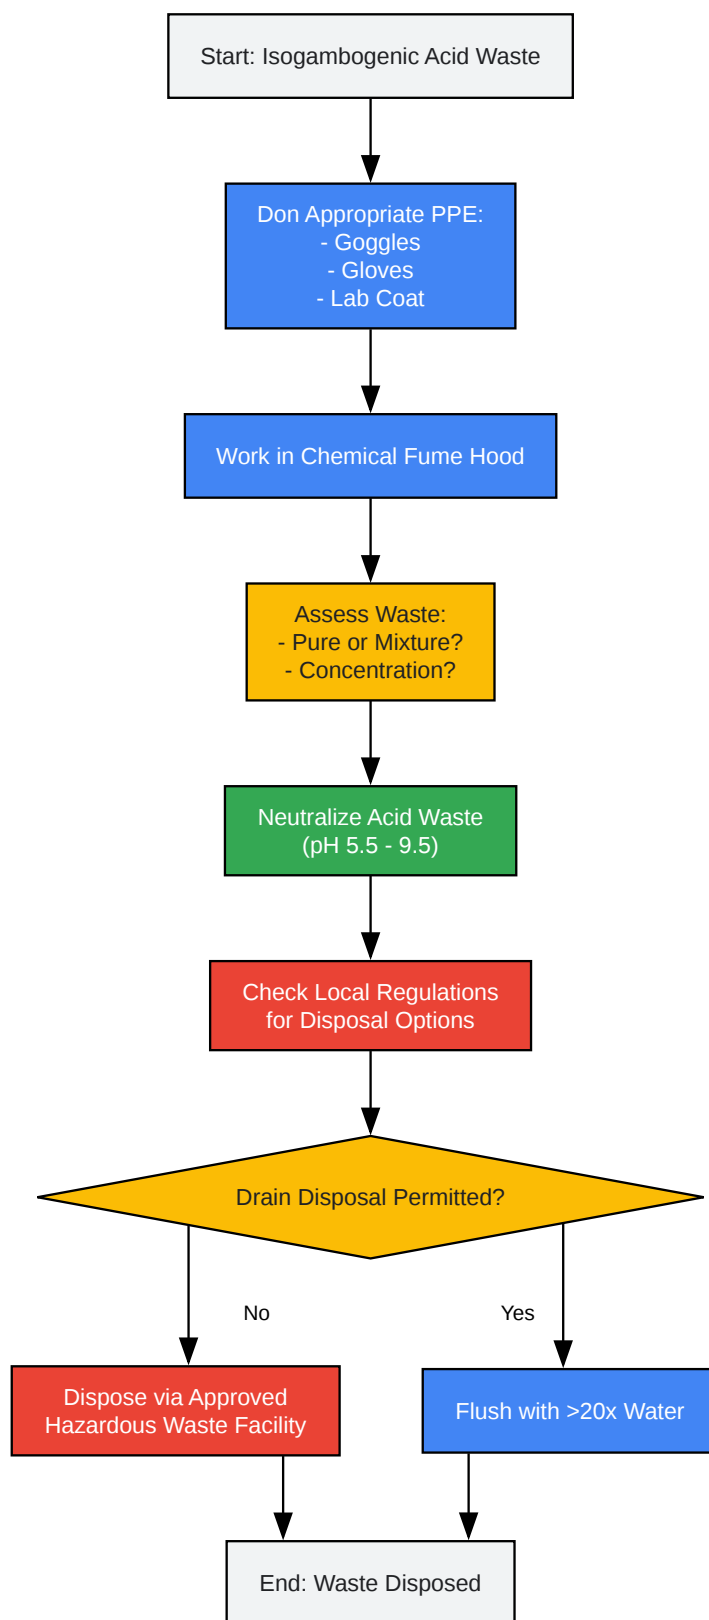 Start: Isogambogenic Acid Waste
Don Appropriate PPE:
- Goggles
- Gloves
- Lab Coat
Work in Chemical Fume Hood
Assess Waste:
- Pure or Mixture?
- Concentration?
Neutralize Acid Waste
(pH 5.5 - 9.5)
Check Local Regulations
for Disposal Options
Drain Disposal Permitted?
No
Yes
Dispose via Approved
Hazardous Waste Facility
Flush with >20x Water
End: Waste Disposed